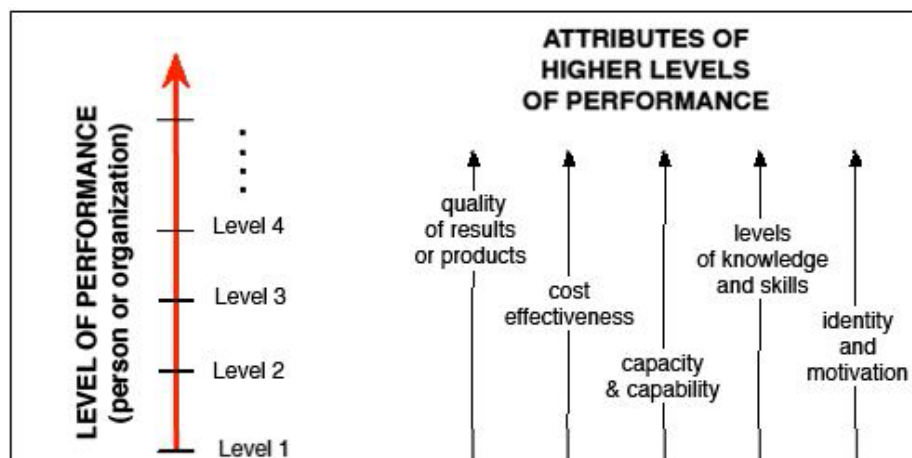 LEVEL OF PERFORMANCE
(person or organization)
Level 4
Level 3
Level 2
Level 1
ATTRIBUTES OF
HIGHER LEVELS
OF PERFORMANCE
quality
of results
or products
cost
effectiveness
capacity
& capability
levels
of knowledge
and skills
identity
and
motivation